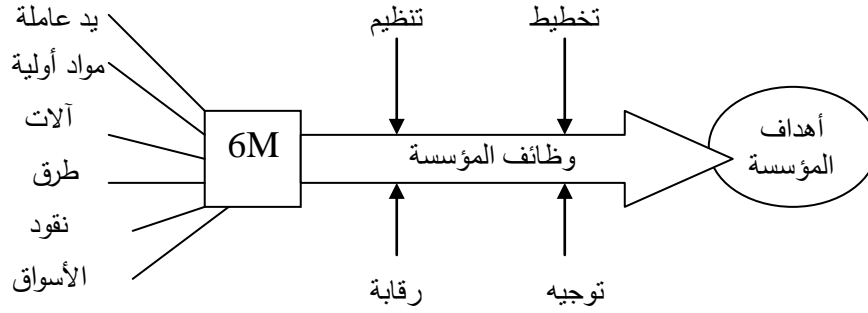 يد عاملة
مواد أولية
آلات
طرق
نقود
الأسواق
6M
تنظيم
تخطيط
وظائف المؤسسة
رقابة
توجيه
أهداف
المؤسسة